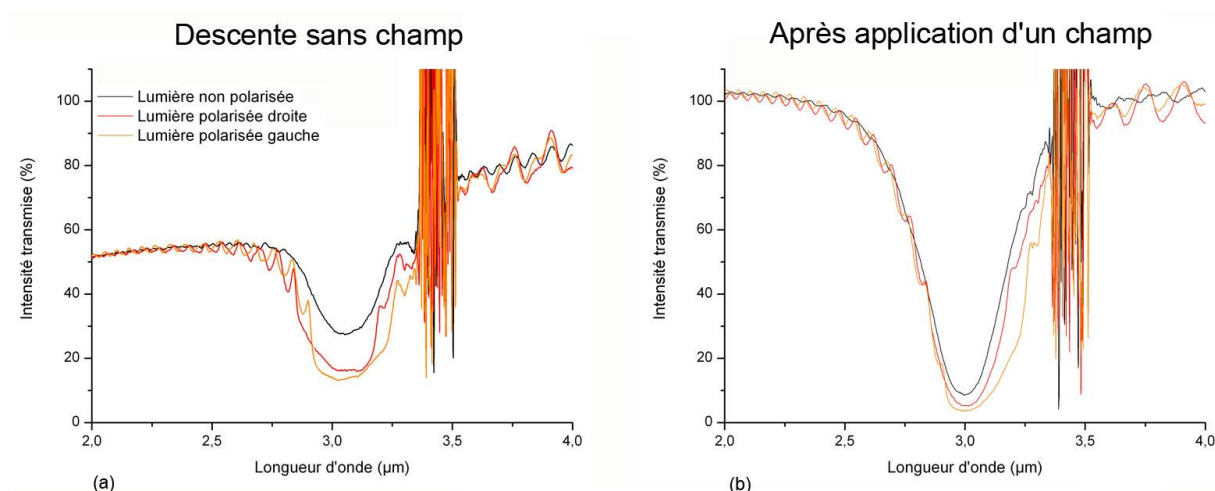 Descente sans champ
Intensité transmise (%)
100
80
60
40
20
0
Lumière non polarisée
Lumière polarisée droite
Lumière polarisée gauche
2,0 2,5 3,0 3,5 4,0
Longueur d'onde (µm)
(a)
Après application d'un champ
Intensité transmise (%)
100
80
60
40
20
0
2,0 2,5 3,0 3,5 4,0
Longueur d'onde (µm)
(b)